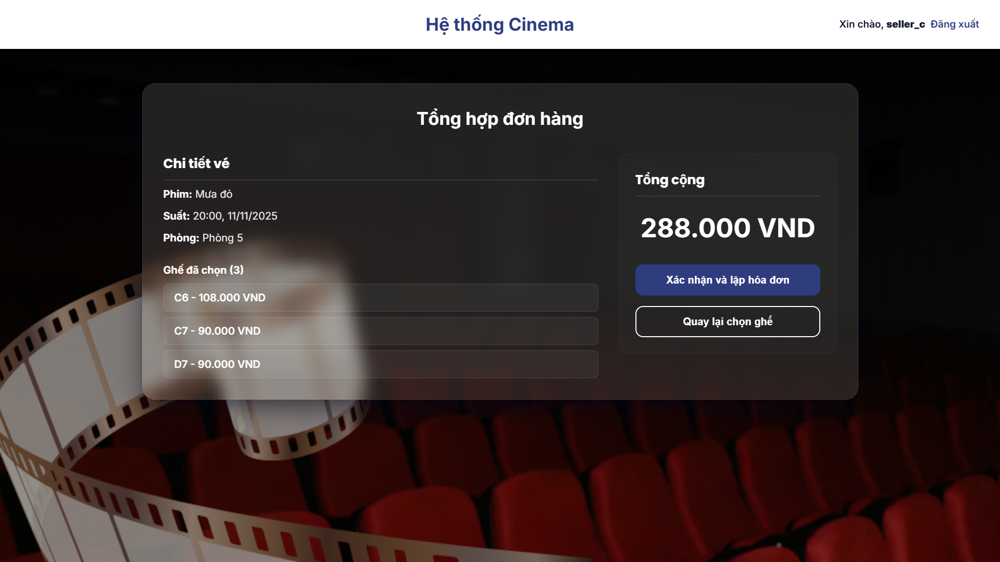 Hệ thống Cinema
Xin chào, seller_c Đăng xuất
Tổng hợp đơn hàng
Chi tiết vé
Phim: Mưa đỏ
Suất: 20:00, 11/11/2025
Phòng: Phòng 5
Ghế đã chọn (3)
C6 - 108.000 VND
C7 - 90.000 VND
D7 - 90.000 VND
Tổng cộng
288.000 VND
Xác nhận và lập hóa đơn
Quay lại chọn ghế